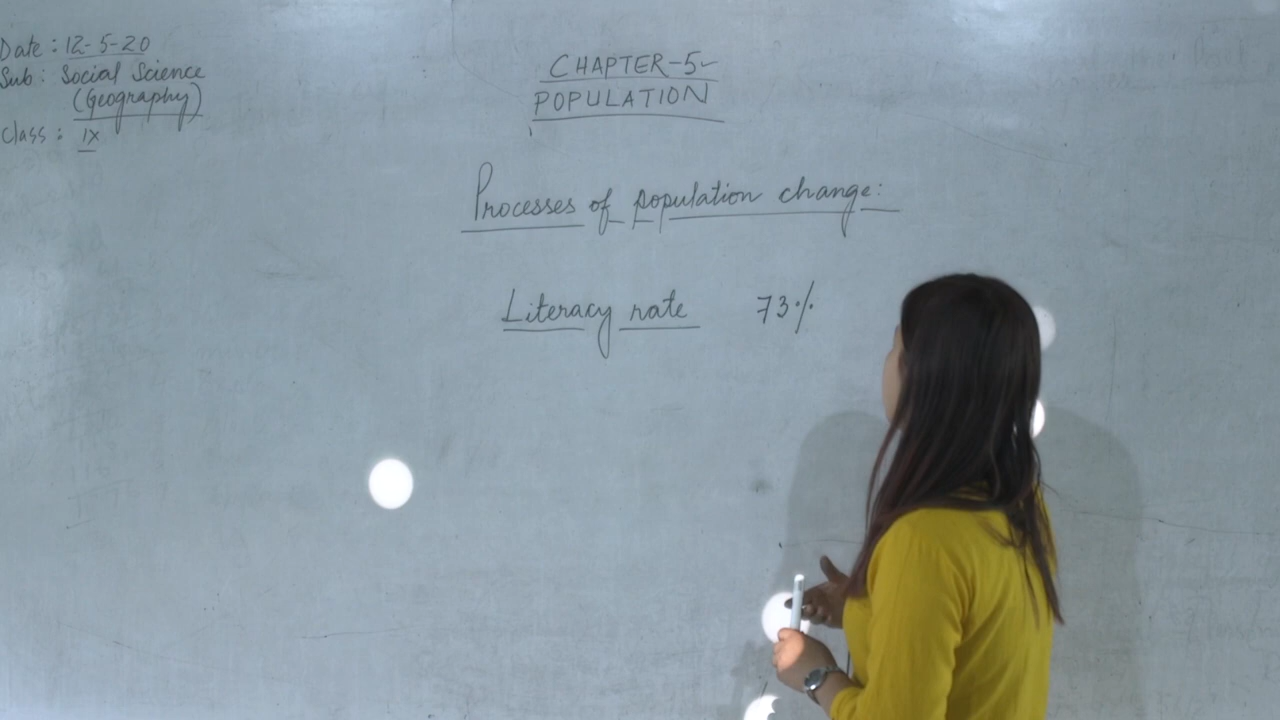 Date : 12-5-20
Sub : Social Science
(Geography)
Class : IX
CHAPTER-5
POPULATION
Processes of population change:
Literacy rate 73%